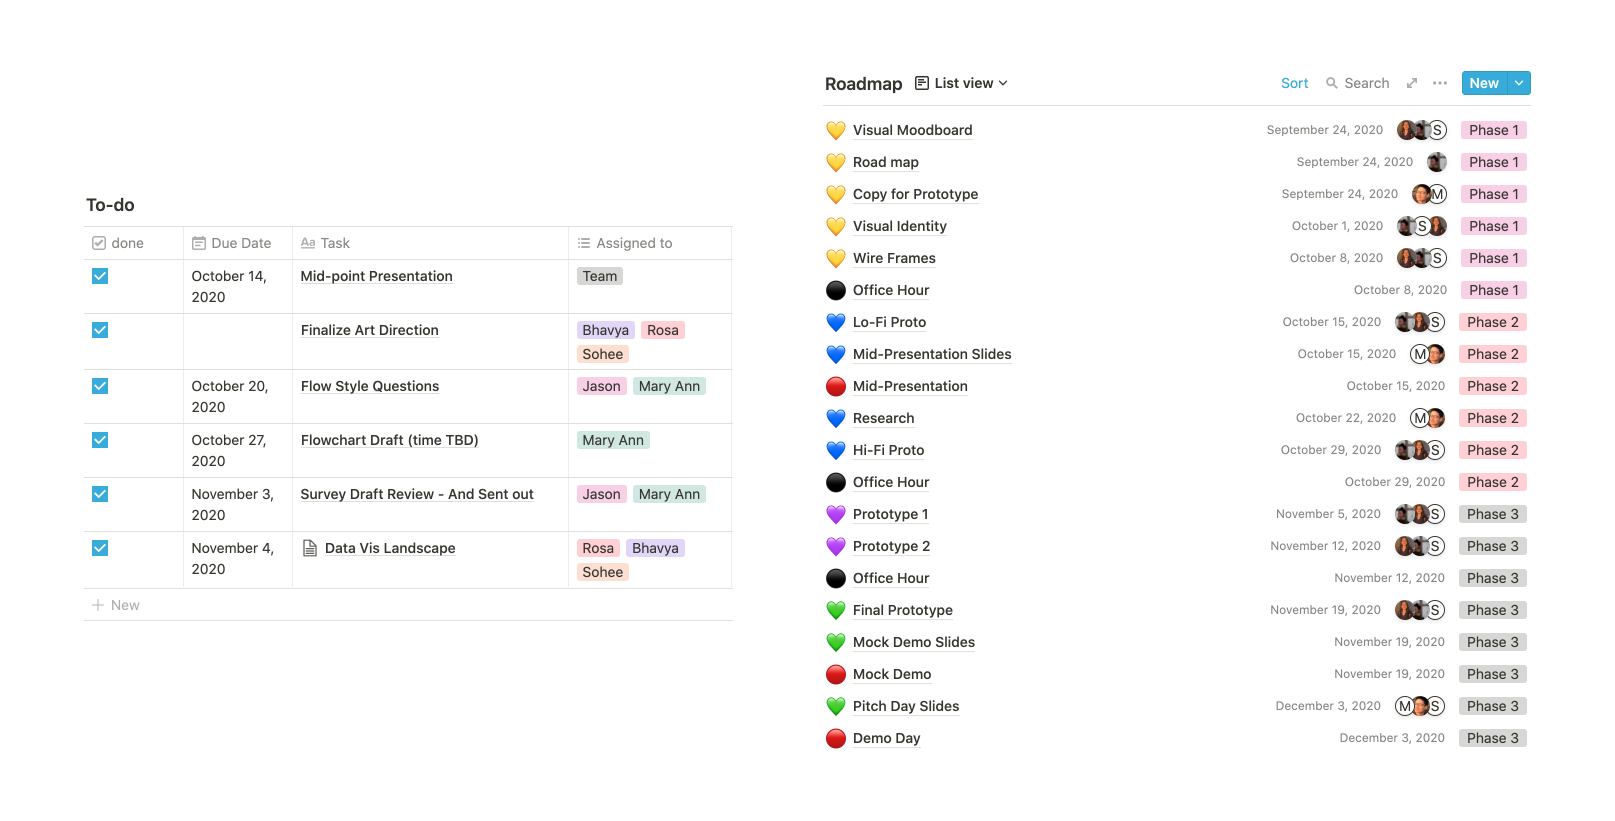 To-do
done Due Date Aa Task Assigned to
October 14, 2020 Mid-point Presentation Team
Finalize Art Direction Bhavya Rosa Sohee
October 20, 2020 Flow Style Questions Jason Mary Ann
October 27, 2020 Flowchart Draft (time TBD) Mary Ann
November 3, 2020 Survey Draft Review - And Sent out Jason Mary Ann
November 4, 2020 Data Vis Landscape Rosa Bhavya Sohee
New
Roadmap List view Sort Search New
Visual Moodboard September 24, 2020 S Phase 1
Road map September 24, 2020 Phase 1
Copy for Prototype September 24, 2020 M Phase 1
Visual Identity October 1, 2020 S Phase 1
Wire Frames October 8, 2020 S Phase 1
Office Hour October 8, 2020 Phase 1
Lo-Fi Proto October 15, 2020 S Phase 2
Mid-Presentation Slides October 15, 2020 M Phase 2
Mid-Presentation October 15, 2020 Phase 2
Research October 22, 2020 M Phase 2
Hi-Fi Proto October 29, 2020 S Phase 2
Office Hour October 29, 2020 Phase 2
Prototype 1 November 5, 2020 S Phase 3
Prototype 2 November 12, 2020 S Phase 3
Office Hour November 12, 2020 Phase 3
Final Prototype November 19, 2020 S Phase 3
Mock Demo Slides November 19, 2020 Phase 3
Mock Demo November 19, 2020 Phase 3
Pitch Day Slides December 3, 2020 M S Phase 3
Demo Day December 3, 2020 Phase 3